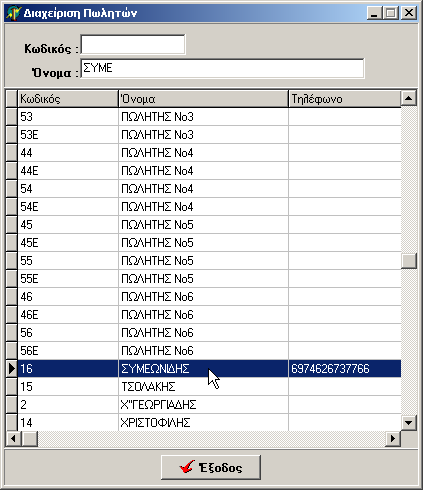 Διαχείριση Πωλητών
Κωδικός :
Όνομα : ΣΥΜΕ
Κωδικός Όνομα Τηλέφωνο
53 ΠΩΛΗΤΗΣ Νο3
53Ε ΠΩΛΗΤΗΣ Νο3
44 ΠΩΛΗΤΗΣ Νο4
44Ε ΠΩΛΗΤΗΣ Νο4
54 ΠΩΛΗΤΗΣ Νο4
54Ε ΠΩΛΗΤΗΣ Νο4
45 ΠΩΛΗΤΗΣ Νο5
45Ε ΠΩΛΗΤΗΣ Νο5
55 ΠΩΛΗΤΗΣ Νο5
55Ε ΠΩΛΗΤΗΣ Νο5
46 ΠΩΛΗΤΗΣ Νο6
46Ε ΠΩΛΗΤΗΣ Νο6
56 ΠΩΛΗΤΗΣ Νο6
56Ε ΠΩΛΗΤΗΣ Νο6
16 ΣΥΜΕΩΝΙΔΗΣ 6974626737766
15 ΤΣΟΛΑΚΗΣ
2 Χ"ΓΕΩΡΓΙΑΔΗΣ
14 ΧΡΙΣΤΟΦΙΛΗΣ
Έξοδος